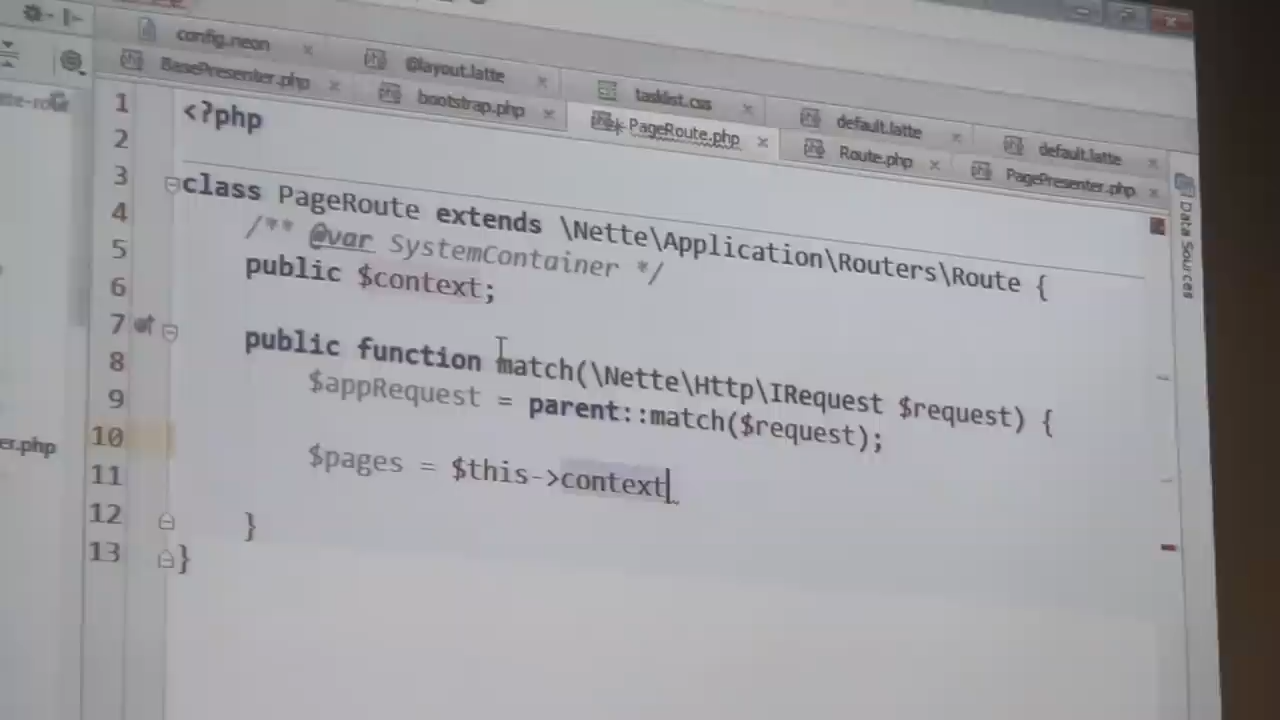 config.neon
@layout.latte
tasklist.css
default.latte
default.latte
BasePresenter.php
bootstrap.php
PageRoute.php
Route.php
PagePresenter.php
Data Sources
er.php
1 <?php
2
3 class PageRoute extends \Nette\Application\Routers\Route {
4 /** @var SystemContainer */
5 public $context;
6
7 public function match(\Nette\Http\IRequest $request) {
8 $appRequest = parent::match($request);
9
10 $pages = $this->context
11
12 }
13 }